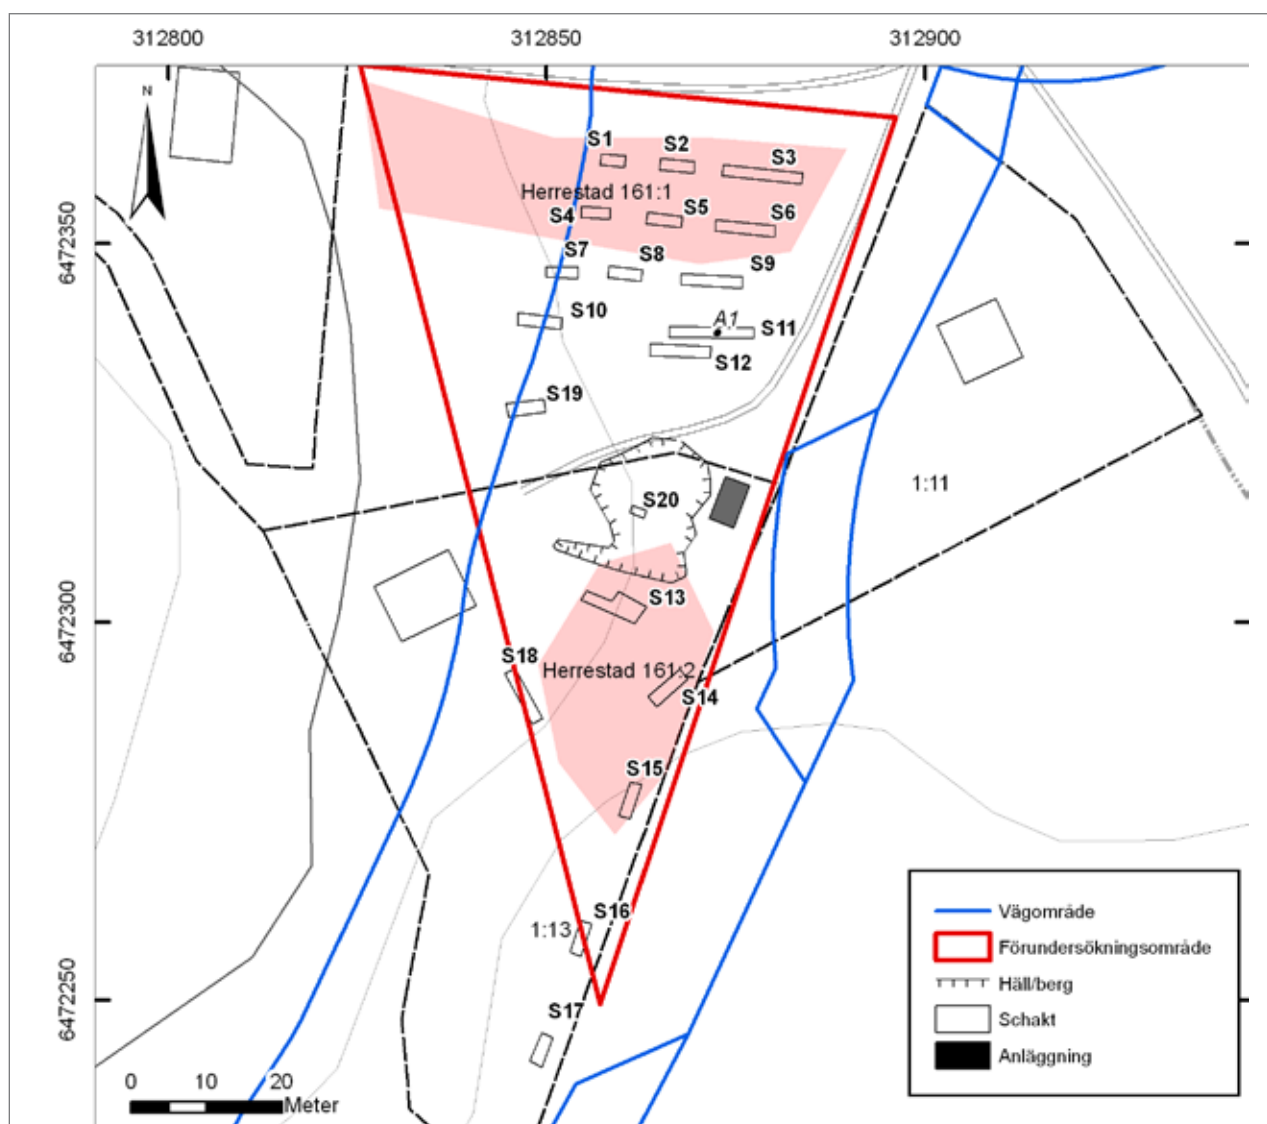 312800
312850
312900
N
S1
S2
S3
Herrestad 161:1
S4
S5
S6
6472350
S7
S8
S9
S10
A1
S11
S12
S19
1:11
S20
6472300
S13
S18
Herrestad 161:2
S14
S15
S16
1:13
6472250
S17
Vägområde
Förundersökningsområde
Häll/berg
Schakt
Anläggning
0
10
20
Meter